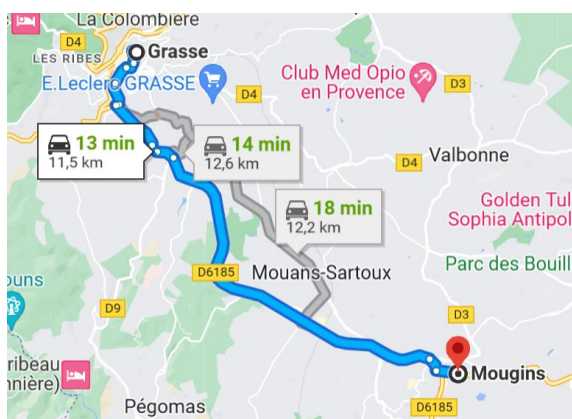 La Colombière
D4
Grasse
LES RIBES
E.Leclerc GRASSE
Club Med Opio
en Provence
D3
D4
13 min
11,5 km
14 min
12,6 km
D4
Valbonne
18 min
12,2 km
Golden Tul
Sophia Antipol
D6185
Mouans-Sartoux
Parc des Bouill
ouns
D9
D3
ribeau
nnière)
Mougins
Pégomas
D6185